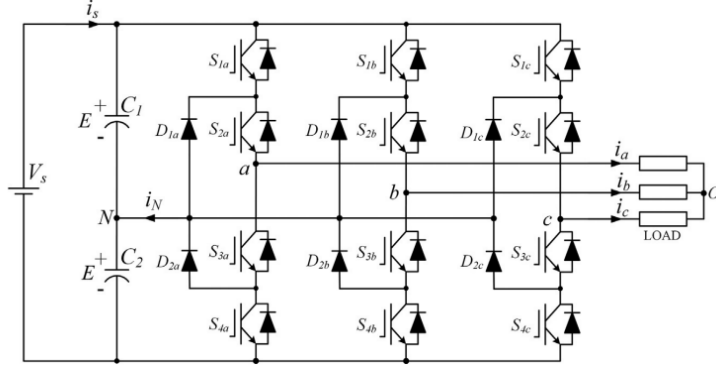 i_s
S_1a S_1b S_1c
+ C_1
E
-
D_1a S_2a D_1b S_2b D_1c S_2c
a i_a
V_s b i_b O
N i_N c i_c
LOAD
+ C_2
E
-
D_2a S_3a D_2b S_3b D_2c S_3c
S_4a S_4b S_4c